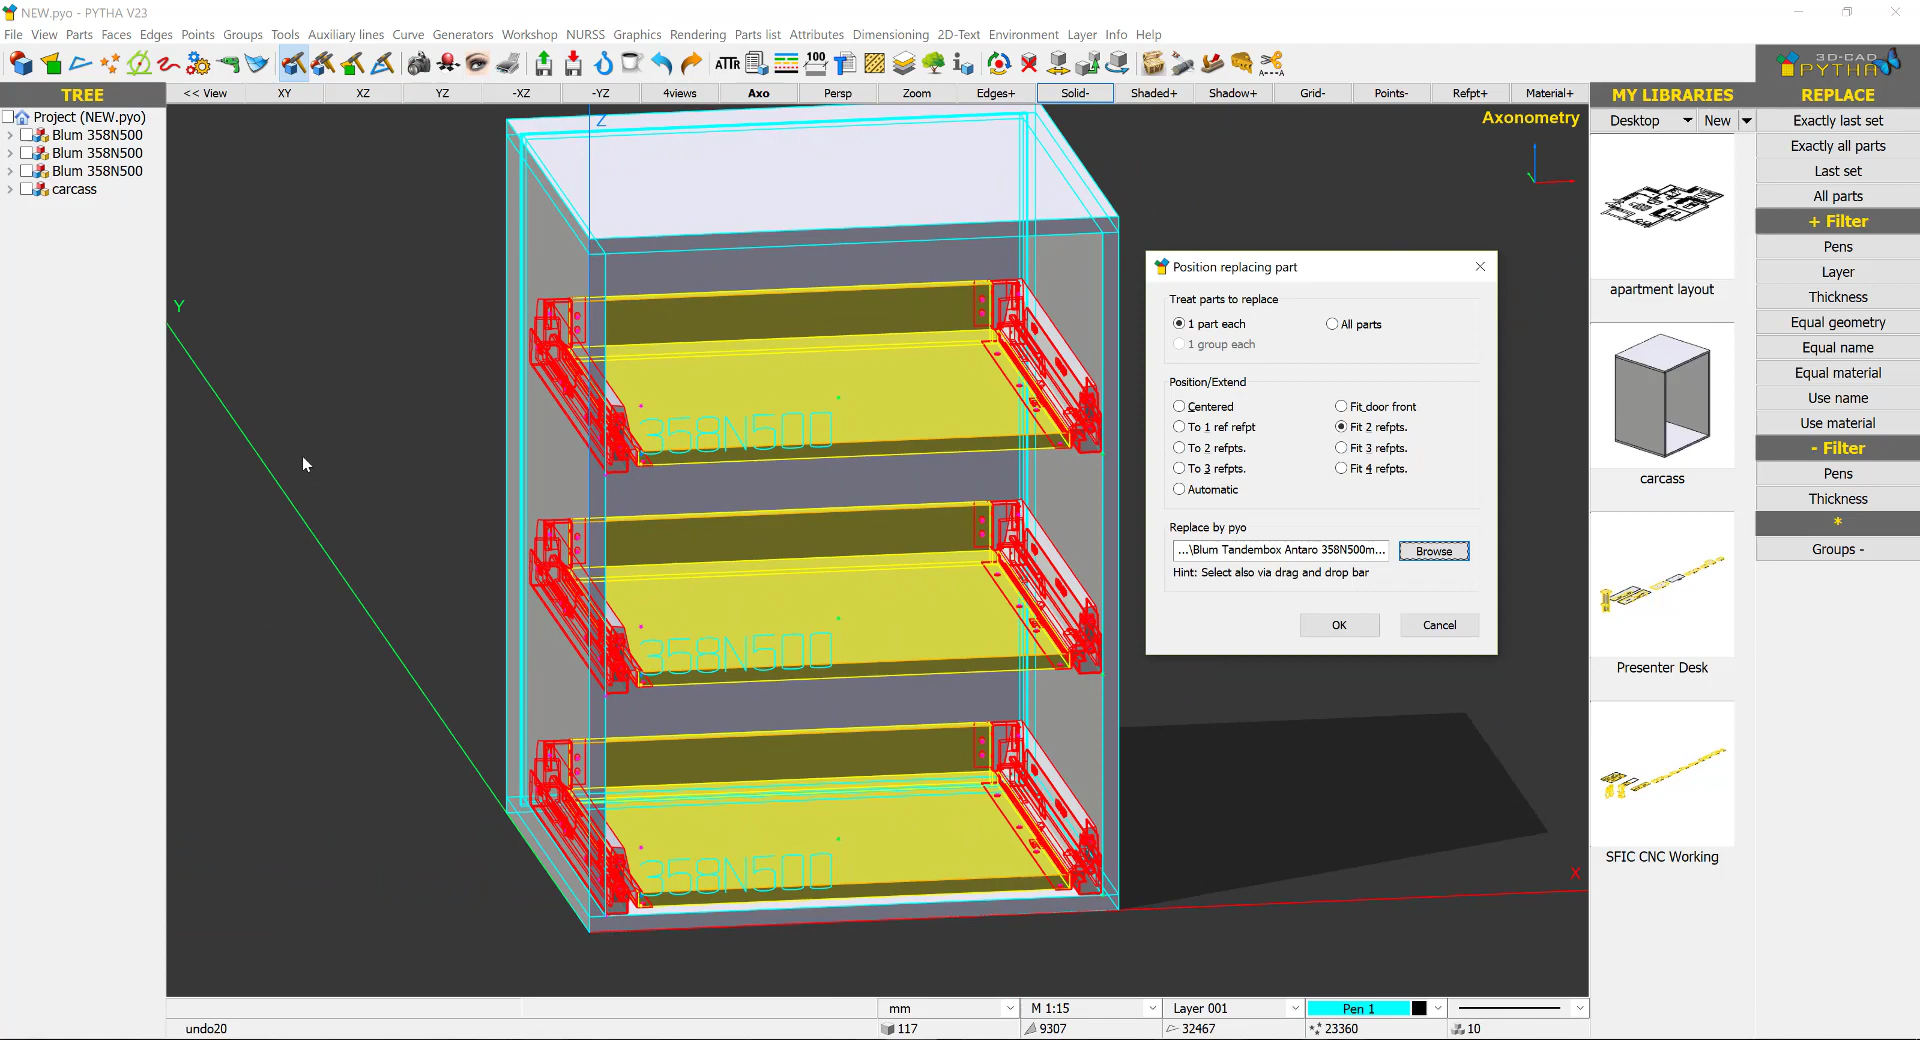 NEW.pyo - PYTHA V23
File View Parts Faces Edges Points Groups Tools Auxiliary lines Curve Generators Workshop NURSS Graphics Rendering Parts list Attributes Dimensioning 2D-Text Environment Layer Info Help
ATTR 100
3D-CAD
PYTHA
TREE
<< View XY XZ YZ -XZ -YZ 4views Axo Persp Zoom Edges+ Solid- Shaded+ Shadow+ Grid- Points- Refpt+ Material+
MY LIBRARIES
REPLACE
Project (NEW.pyo)
Blum 358N500
Blum 358N500
Blum 358N500
carcass
Axonometry
Z
Y
X
358N500
358N500
358N500
Position replacing part
Treat parts to replace
1 part each
All parts
1 group each
Position/Extend
Centered
Fit door front
To 1 ref refpt
Fit 2 refpts.
To 2 refpts.
Fit 3 refpts.
To 3 refpts.
Fit 4 refpts.
Automatic
Replace by pyo
...\Blum Tandembox Antaro 358N500m...
Browse
Hint: Select also via drag and drop bar
OK
Cancel
Desktop
New
apartment layout
carcass
Presenter Desk
SFIC CNC Working
Exactly last set
Exactly all parts
Last set
All parts
+ Filter
Pens
Layer
Thickness
Equal geometry
Equal name
Equal material
Use name
Use material
- Filter
Pens
Thickness
*
Groups -
mm
M 1:15
Layer 001
Pen 1
undo20
117
9307
32467
23360
10